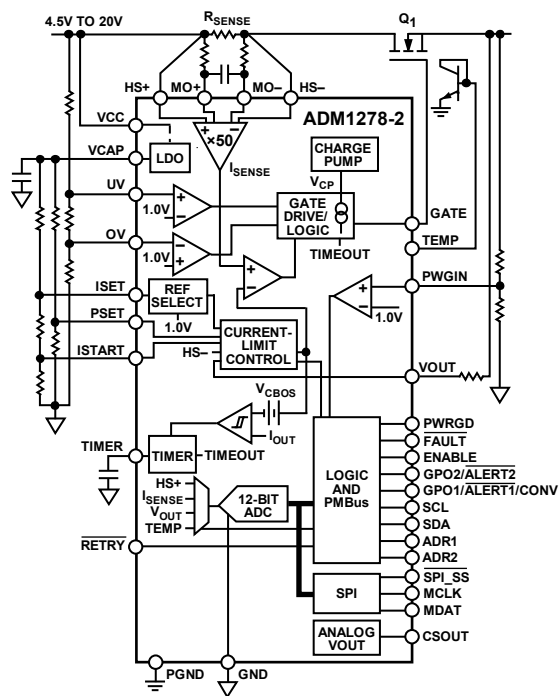 4.5V TO 20V
RSENSE
Q1
HS+
MO+
MO–
HS–
ADM1278-2
VCC
LDO
VCAP
+ –
×50
ISENSE
CHARGE
PUMP
VCP
UV
+
1.0V –
GATE
DRIVE/
LOGIC
TIMEOUT
GATE
TEMP
OV
–
1.0V +
+
–
PWGIN
+
–
1.0V
ISET
REF
SELECT
1.0V
PSET
CURRENT-
LIMIT
CONTROL
HS–
ISTART
VOUT
VCBOS
IOUT
TIMER
TIMER
TIMEOUT
HS+
ISENSE
VOUT
TEMP
12-BIT
ADC
LOGIC
AND
PMBus
PWRGD
FAULT
ENABLE
GPO2/ALERT2
GPO1/ALERT1/CONV
SCL
SDA
ADR1
ADR2
RETRY
SPI
SPI_SS
MCLK
MDAT
ANALOG
VOUT
CSOUT
PGND
GND